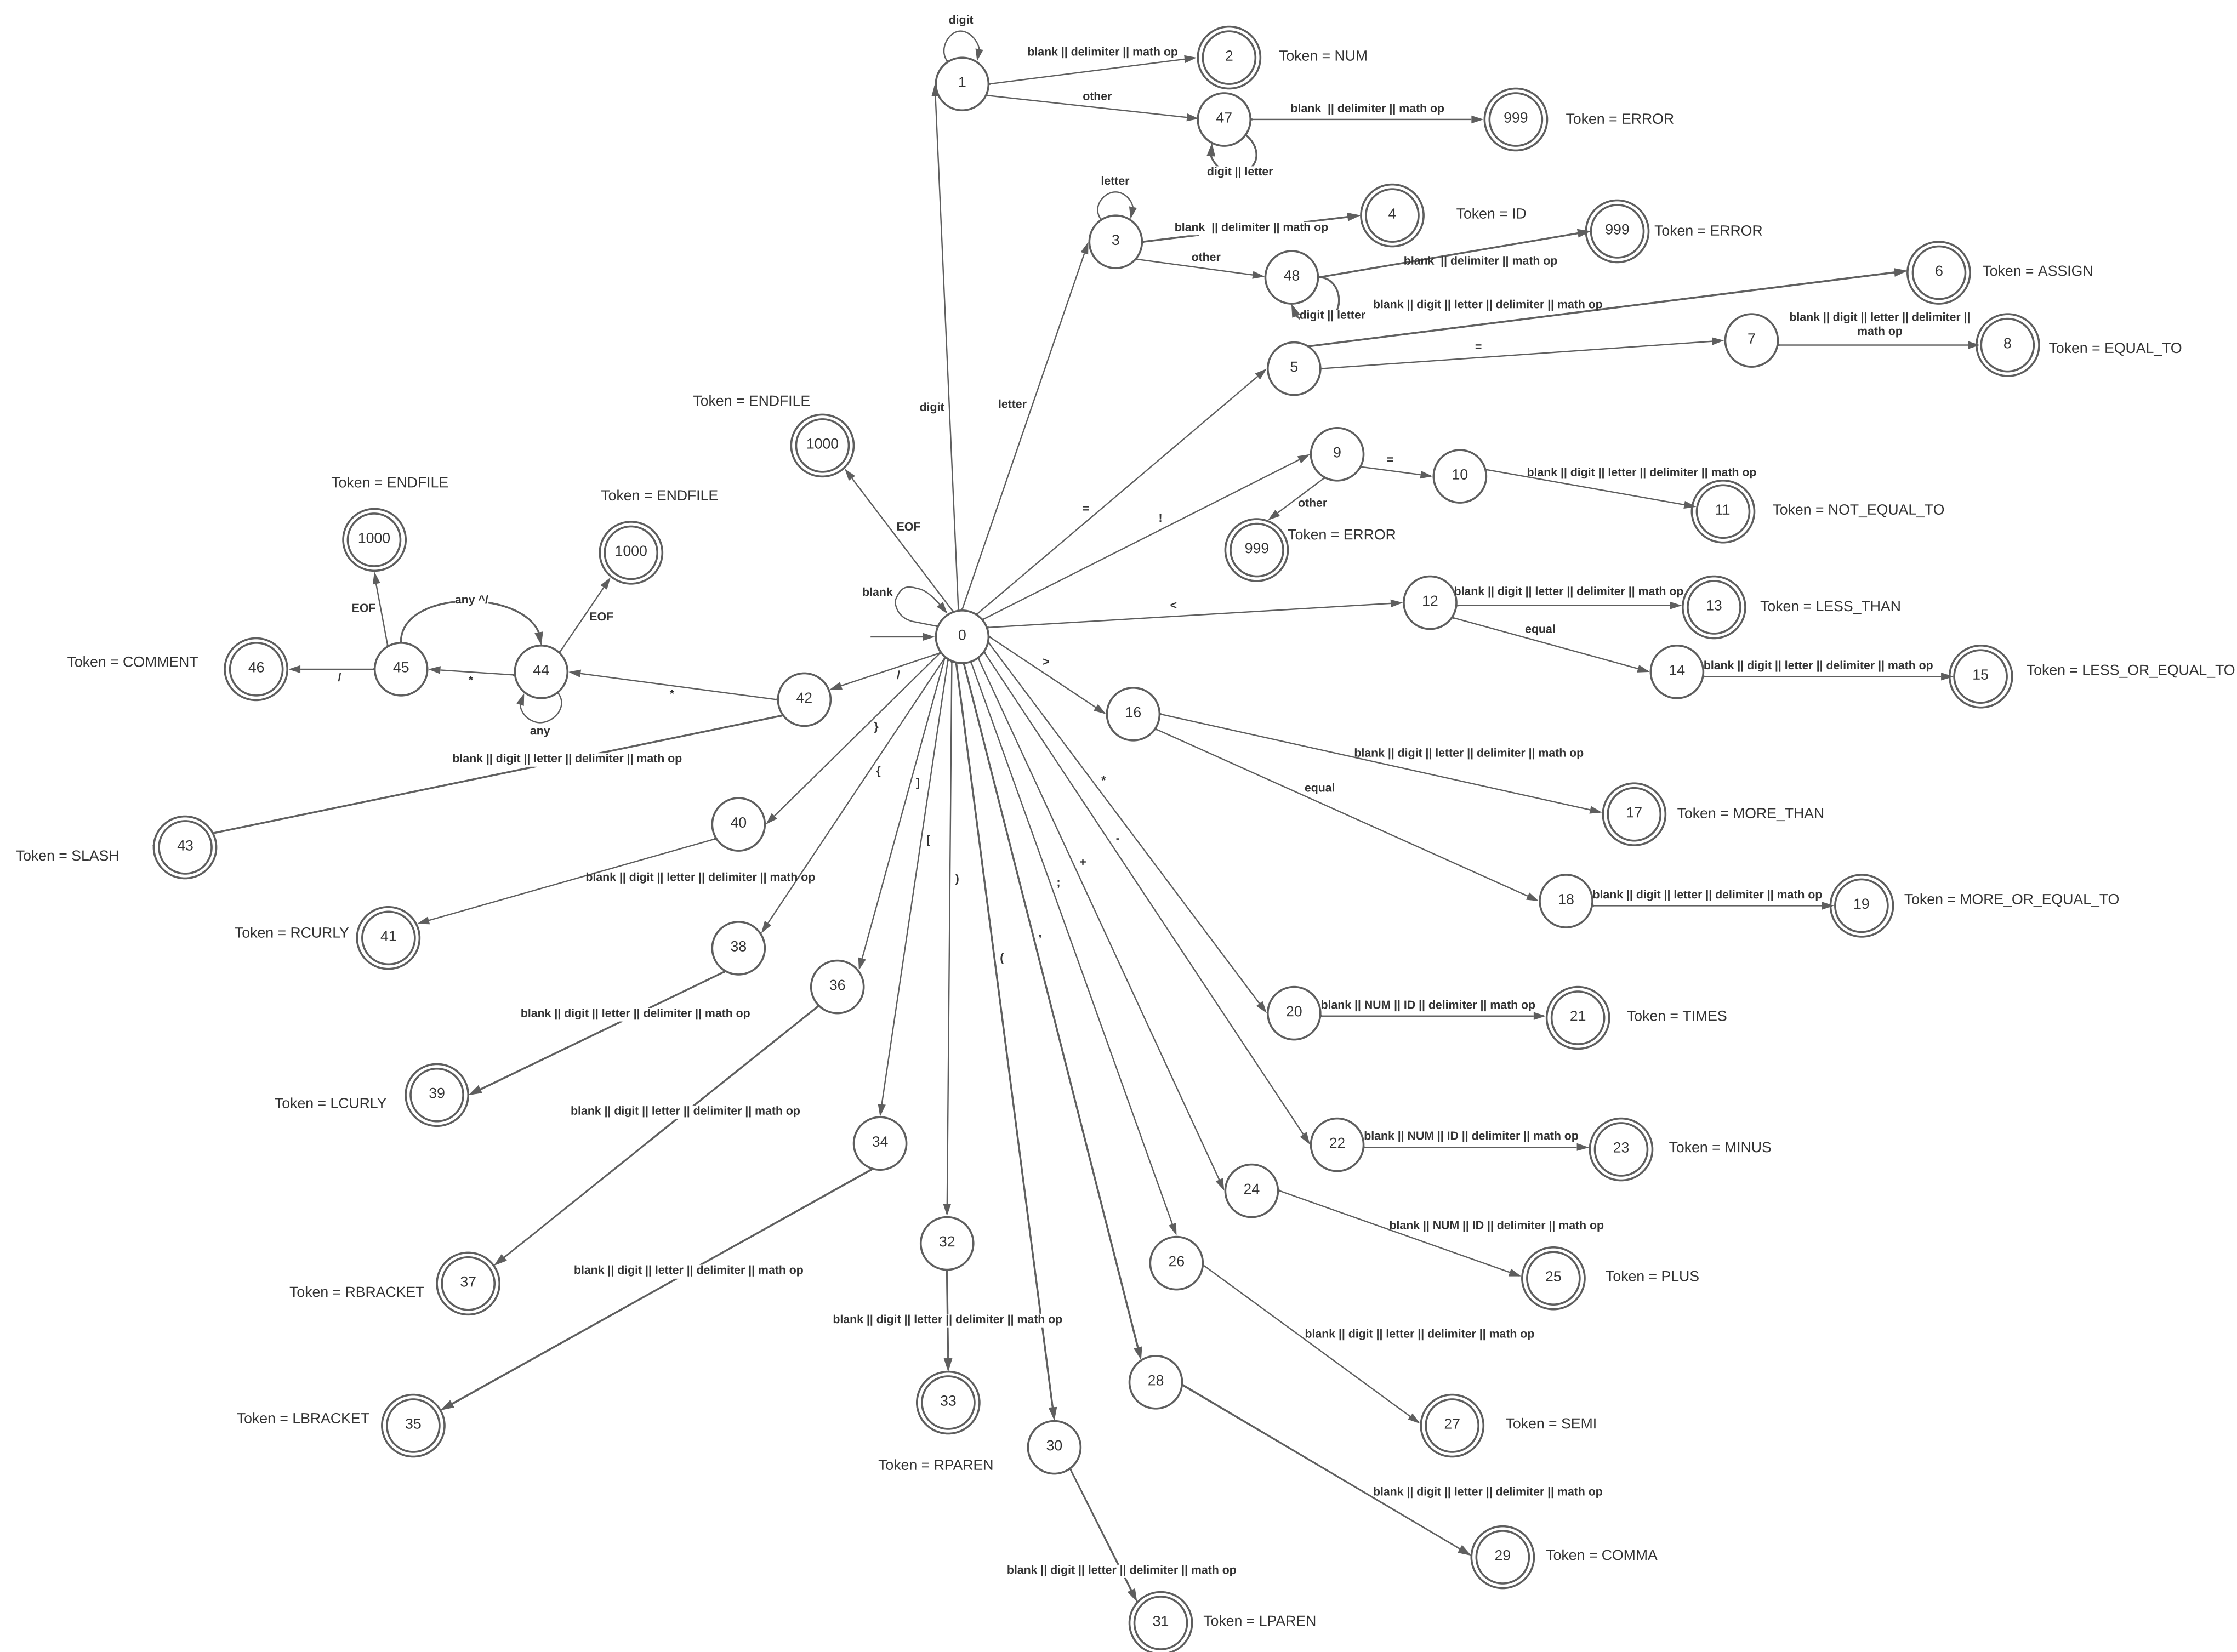 digit
1
blank || delimiter || math op
2
Token = NUM
other
47
blank  || delimiter || math op
999
Token = ERROR
digit || letter
letter
3
blank  || delimiter || math op
4
Token = ID
999
Token = ERROR
other
48
blank  || delimiter || math op
digit || letter
blank || digit || letter || delimiter || math op
6
Token = ASSIGN
5
=
7
blank || digit || letter || delimiter ||
math op
8
Token = EQUAL_TO
Token = ENDFILE
1000
digit
letter
=
!
9
=
10
blank || digit || letter || delimiter || math op
11
Token = NOT_EQUAL_TO
other
999
Token = ERROR
Token = ENDFILE
1000
Token = ENDFILE
1000
EOF
EOF
any ^/
EOF
blank
0
<
12
blank || digit || letter || delimiter || math op
13
Token = LESS_THAN
equal
14
blank || digit || letter || delimiter || math op
15
Token = LESS_OR_EQUAL_TO
Token = COMMENT
46
/
45
*
44
any
*
42
/
>
16
blank || digit || letter || delimiter || math op
17
Token = MORE_THAN
equal
18
blank || digit || letter || delimiter || math op
19
Token = MORE_OR_EQUAL_TO
blank || digit || letter || delimiter || math op
43
Token = SLASH
}
40
blank || digit || letter || delimiter || math op
Token = RCURLY
41
{
38
blank || digit || letter || delimiter || math op
39
Token = LCURLY
]
36
blank || digit || letter || delimiter || math op
37
Token = RBRACKET
[
34
blank || digit || letter || delimiter || math op
Token = LBRACKET
35
)
32
blank || digit || letter || delimiter || math op
33
Token = RPAREN
(
30
blank || digit || letter || delimiter || math op
31
Token = LPAREN
,
28
blank || digit || letter || delimiter || math op
29
Token = COMMA
;
26
blank || digit || letter || delimiter || math op
27
Token = SEMI
+
24
blank || NUM || ID || delimiter || math op
25
Token = PLUS
-
22
blank || NUM || ID || delimiter || math op
23
Token = MINUS
*
20
blank || NUM || ID || delimiter || math op
21
Token = TIMES